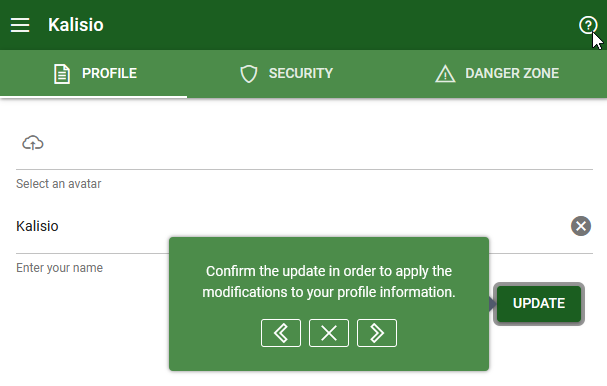 Kalisio
PROFILE
SECURITY
DANGER ZONE
Select an avatar
Kalisio
Enter your name
Confirm the update in order to apply the
modifications to your profile information.
UPDATE